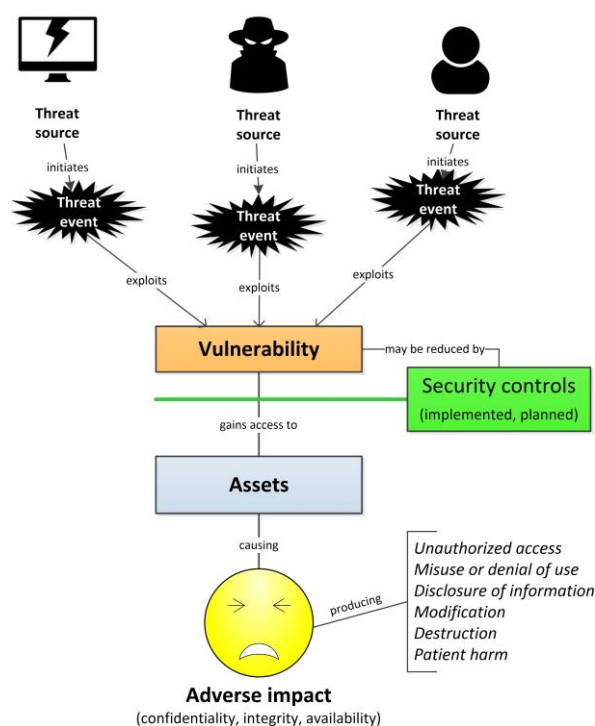 Threat
source
Threat
source
Threat
source
initiates
initiates
initiates
Threat
event
Threat
event
Threat
event
exploits
exploits
exploits
Vulnerability
may be reduced by
Security controls
(implemented, planned)
gains access to
Assets
causing
producing
Unauthorized access
Misuse or denial of use
Disclosure of information
Modification
Destruction
Patient harm
Adverse impact
(confidentiality, integrity, availability)